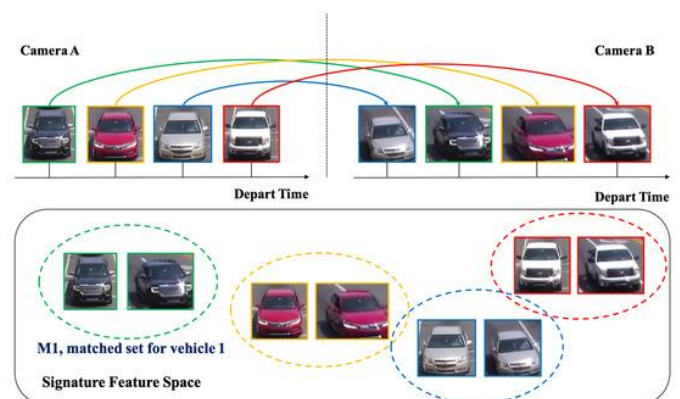 Camera A
Camera B
Depart Time
Depart Time
M1, matched set for vehicle 1
Signature Feature Space